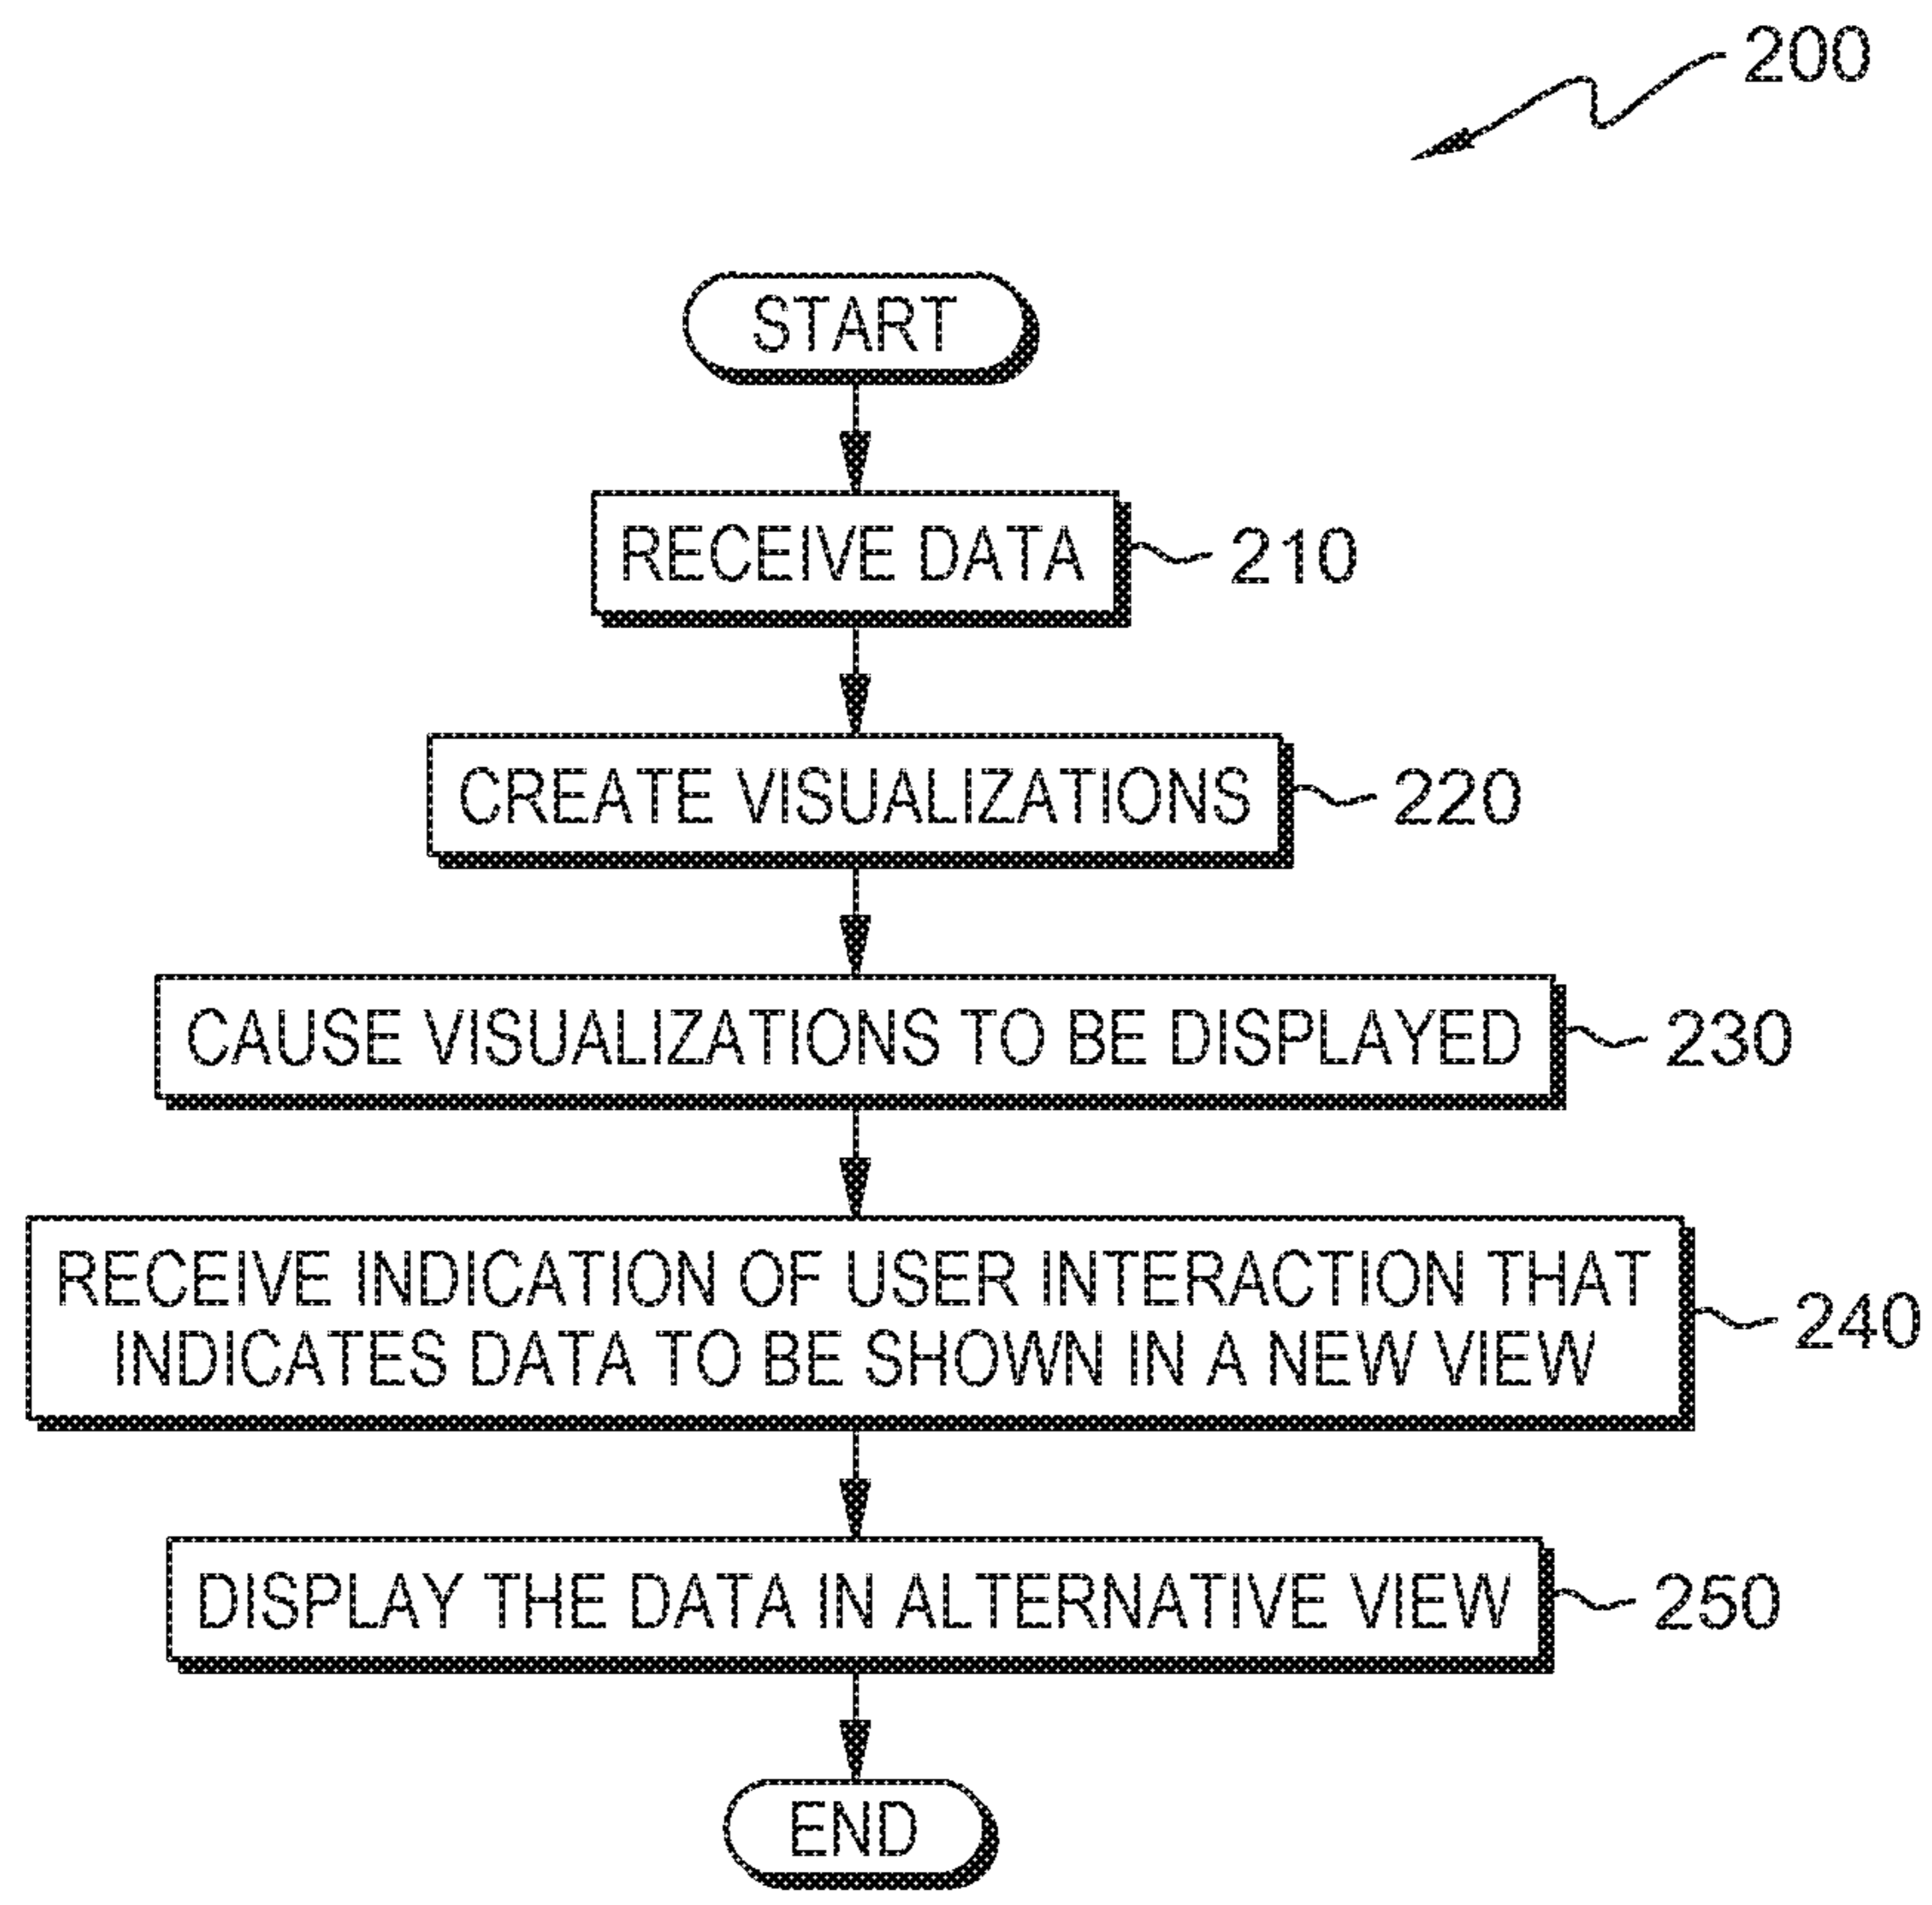 200
START
RECEIVE DATA
210
CREATE VISUALIZATIONS
220
CAUSE VISUALIZATIONS TO BE DISPLAYED
230
RECEIVE INDICATION OF USER INTERACTION THAT
INDICATES DATA TO BE SHOWN IN A NEW VIEW
240
DISPLAY THE DATA IN ALTERNATIVE VIEW
250
END